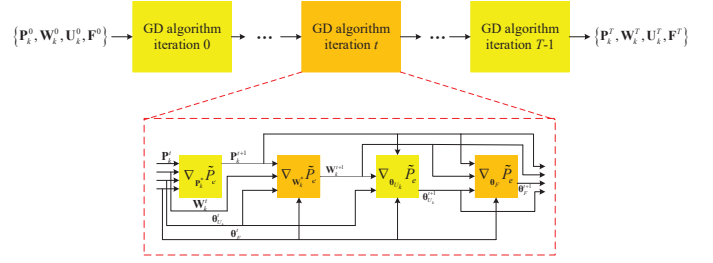 {P_k^0, W_k^0, U_k^0, F^0}
GD algorithm
iteration 0
...
GD algorithm
iteration t
...
GD algorithm
iteration T-1
{P_k^T, W_k^T, U_k^T, F^T}
P_k^t
P_k^{t+1}
W_k^{t+1}
∇_{P_k^*} P̃_e
∇_{W_k^*} P̃_e
∇_{θ_{U_k}} P̃_e
∇_{θ_F} P̃_e
W_k^t
θ_{U_k}^t
θ_F^t
θ_{U_k}^{t+1}
θ_F^{t+1}